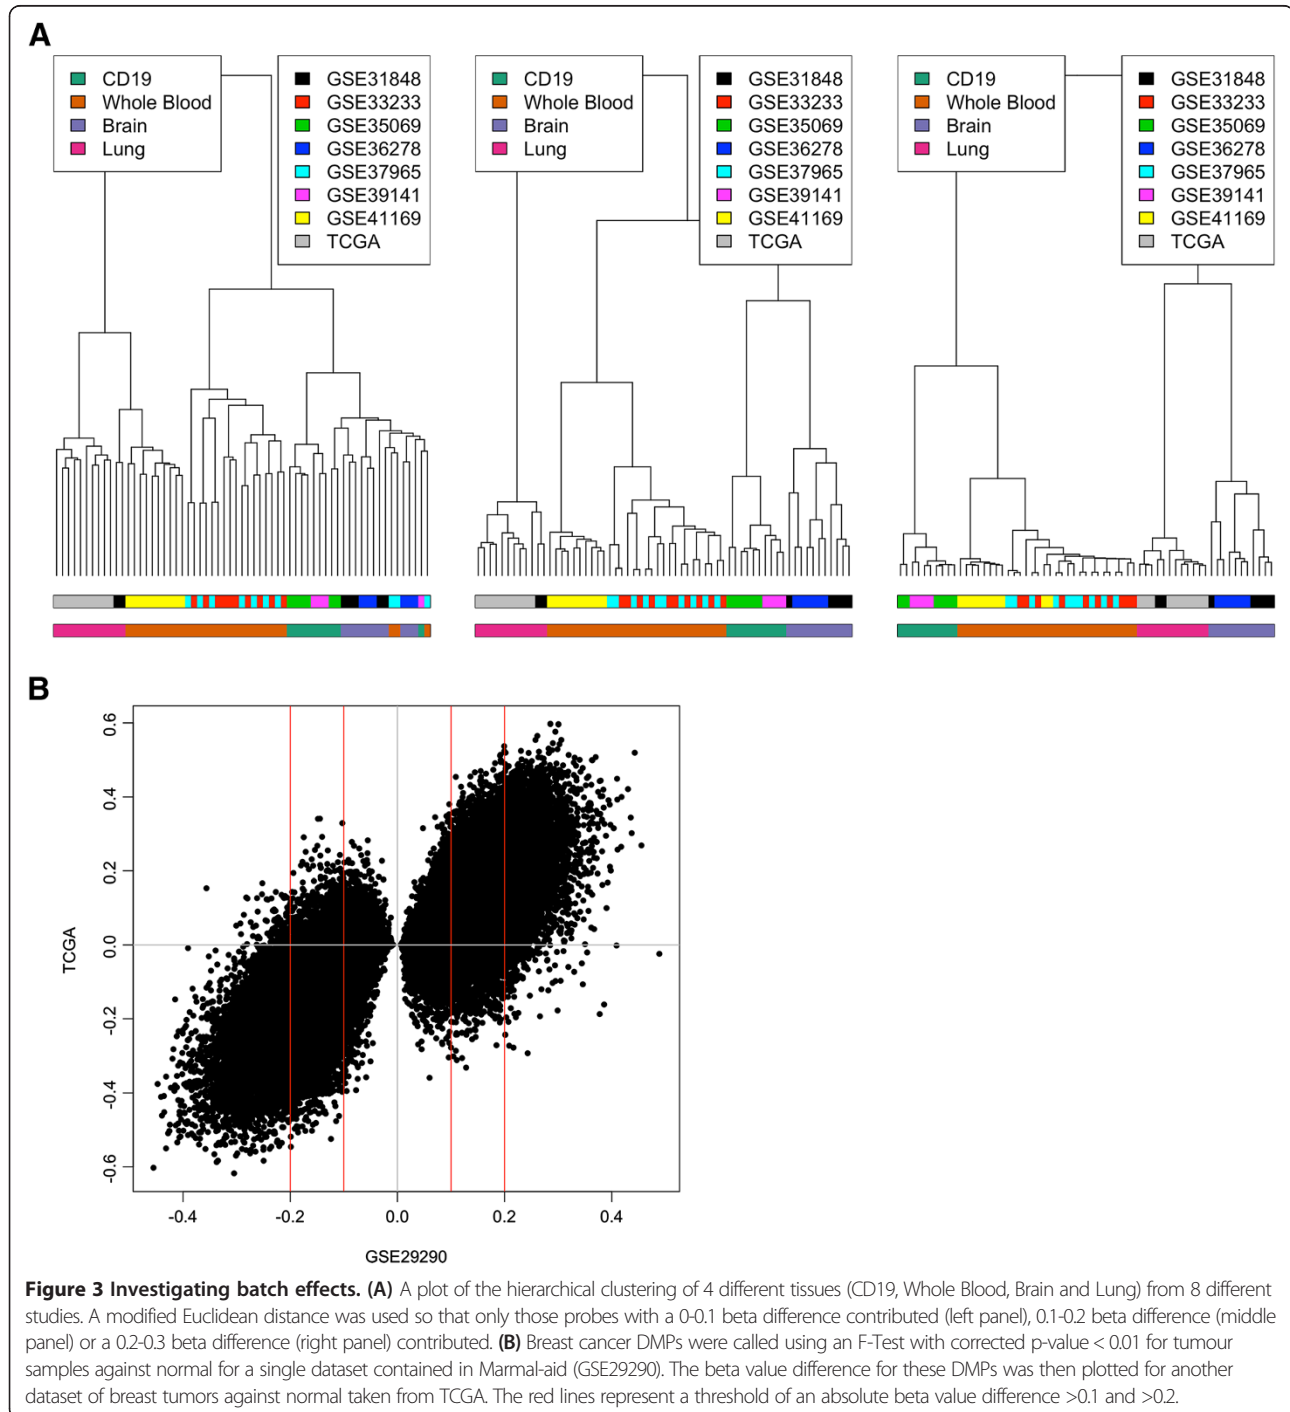 A
CD19
Whole Blood
Brain
Lung
GSE31848
GSE33233
GSE35069
GSE36278
GSE37965
GSE39141
GSE41169
TCGA
CD19
Whole Blood
Brain
Lung
GSE31848
GSE33233
GSE35069
GSE36278
GSE37965
GSE39141
GSE41169
TCGA
CD19
Whole Blood
Brain
Lung
GSE31848
GSE33233
GSE35069
GSE36278
GSE37965
GSE39141
GSE41169
TCGA
B
TCGA
0.6
0.4
0.2
0.0
-0.2
-0.4
-0.6
-0.4 -0.2 0.0 0.2 0.4
GSE29290
Figure 3 Investigating batch effects. (A) A plot of the hierarchical clustering of 4 different tissues (CD19, Whole Blood, Brain and Lung) from 8 different
studies. A modified Euclidean distance was used so that only those probes with a 0-0.1 beta difference contributed (left panel), 0.1-0.2 beta difference (middle
panel) or a 0.2-0.3 beta difference (right panel) contributed. (B) Breast cancer DMPs were called using an F-Test with corrected p-value < 0.01 for tumour
samples against normal for a single dataset contained in Marmal-aid (GSE29290). The beta value difference for these DMPs was then plotted for another
dataset of breast tumors against normal taken from TCGA. The red lines represent a threshold of an absolute beta value difference >0.1 and >0.2.